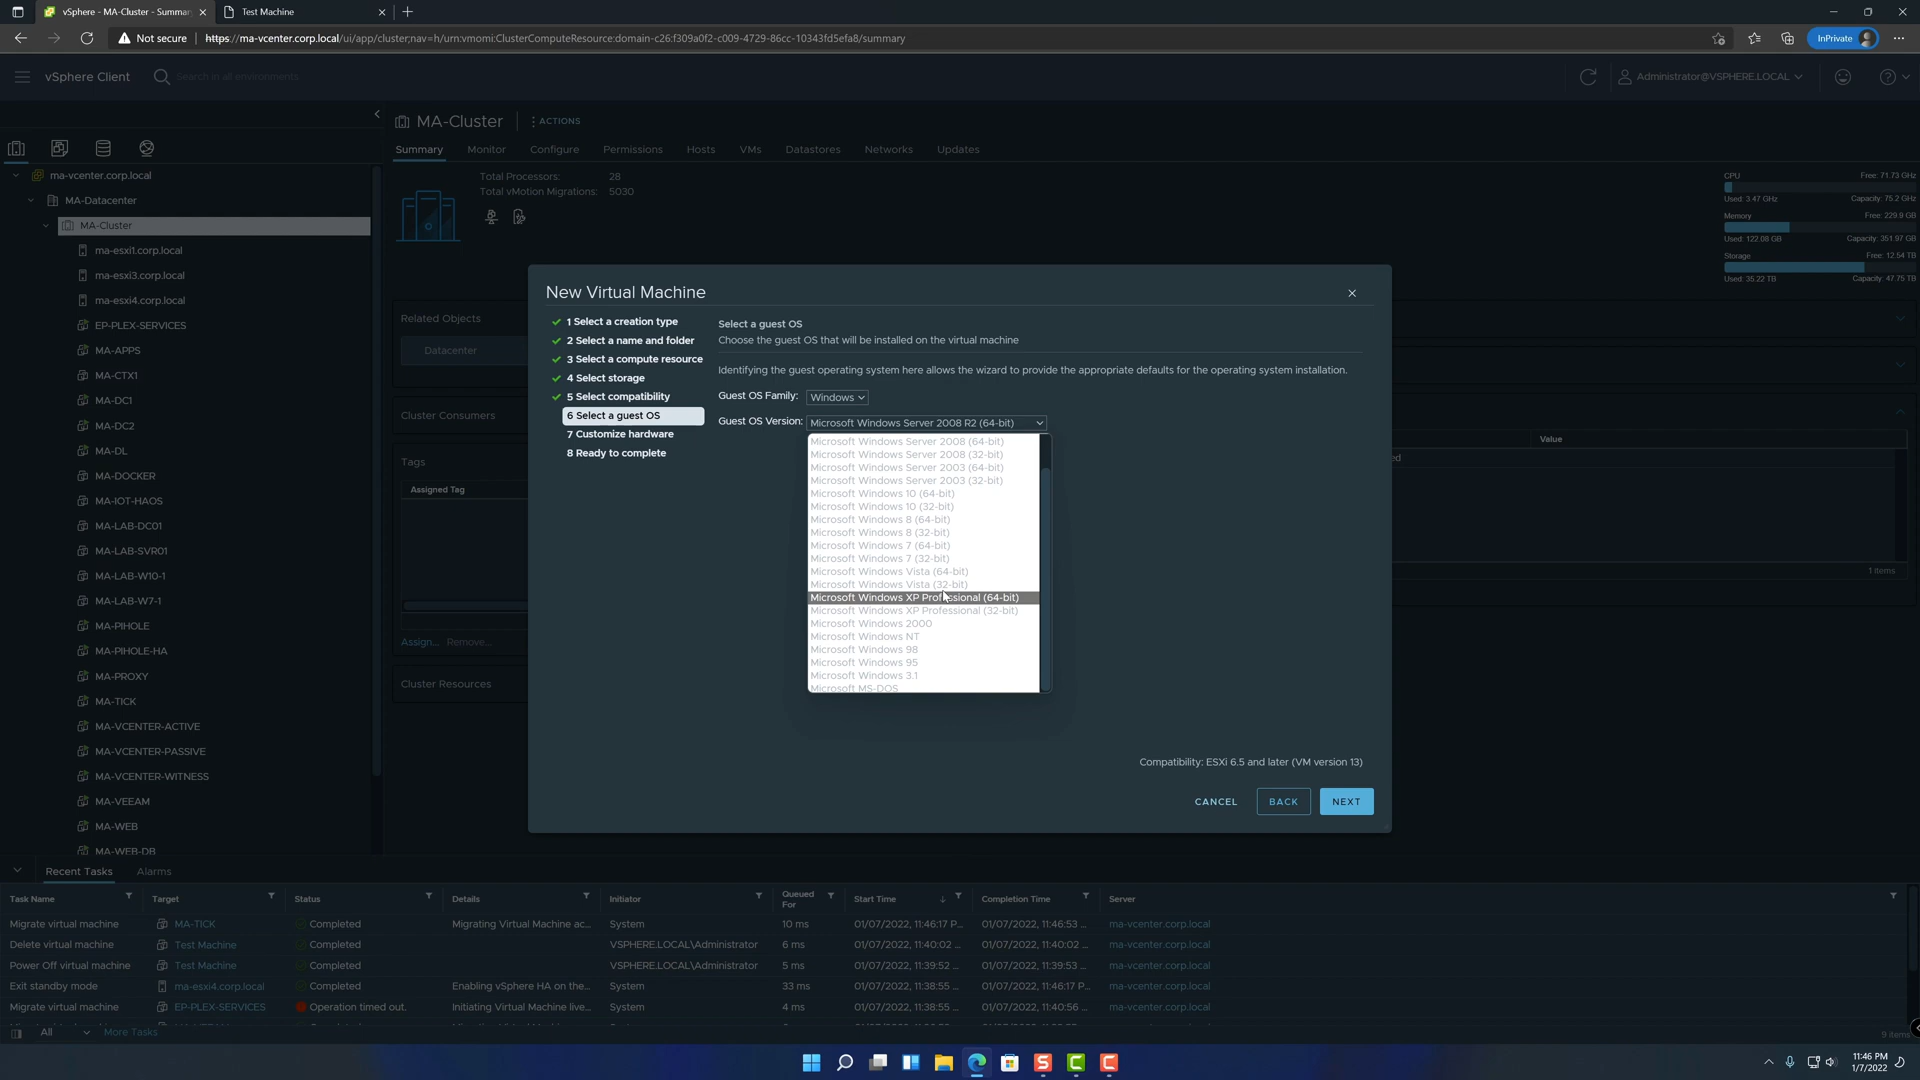 vSphere - MA-Cluster - Summar
Test Machine
Not secure
https://ma-vcenter.corp.local/ui/app/cluster;nav=h/urn:vmomi:ClusterComputeResource:domain-c26:f309a0f2-c009-4729-86cc-10343fd5efa8/summary
InPrivate
vSphere Client
Search in all environments
Administrator@VSPHERE.LOCAL
MA-Cluster
ACTIONS
Summary
Monitor
Configure
Permissions
Hosts
VMs
Datastores
Networks
Updates
ma-vcenter.corp.local
MA-Datacenter
MA-Cluster
ma-esxi1.corp.local
ma-esxi3.corp.local
ma-esxi4.corp.local
EP-PLEX-SERVICES
MA-APPS
MA-CTX1
MA-DC1
MA-DC2
MA-DL
MA-DOCKER
MA-IOT-HAOS
MA-LAB-DC01
MA-LAB-SVR01
MA-LAB-W10-1
MA-LAB-W7-1
MA-PIHOLE
MA-PIHOLE-HA
MA-PROXY
MA-TICK
MA-VCENTER-ACTIVE
MA-VCENTER-PASSIVE
MA-VCENTER-WITNESS
MA-VEEAM
MA-WEB
MA-WEB-DB
Total Processors: 28
Total vMotion Migrations: 5030
CPU Free: 71.73 GHz
Used: 3.47 GHz Capacity: 75.2 GHz
Memory Free: 229.9 GB
Used: 122.08 GB Capacity: 351.97 GB
Storage Free: 12.54 TB
Used: 35.22 TB Capacity: 47.75 TB
Related Objects
Datacenter
Cluster Consumers
Tags
Assigned Tag
Assign... Remove...
Cluster Resources
Value
ed
1 items
New Virtual Machine
1 Select a creation type
2 Select a name and folder
3 Select a compute resource
4 Select storage
5 Select compatibility
6 Select a guest OS
7 Customize hardware
8 Ready to complete
Select a guest OS
Choose the guest OS that will be installed on the virtual machine
Identifying the guest operating system here allows the wizard to provide the appropriate defaults for the operating system installation.
Guest OS Family: Windows
Guest OS Version: Microsoft Windows Server 2008 R2 (64-bit)
Microsoft Windows Server 2008 (64-bit)
Microsoft Windows Server 2008 (32-bit)
Microsoft Windows Server 2003 (64-bit)
Microsoft Windows Server 2003 (32-bit)
Microsoft Windows 10 (64-bit)
Microsoft Windows 10 (32-bit)
Microsoft Windows 8 (64-bit)
Microsoft Windows 8 (32-bit)
Microsoft Windows 7 (64-bit)
Microsoft Windows 7 (32-bit)
Microsoft Windows Vista (64-bit)
Microsoft Windows Vista (32-bit)
Microsoft Windows XP Professional (64-bit)
Microsoft Windows XP Professional (32-bit)
Microsoft Windows 2000
Microsoft Windows NT
Microsoft Windows 98
Microsoft Windows 95
Microsoft Windows 3.1
Microsoft MS-DOS
Compatibility: ESXi 6.5 and later (VM version 13)
CANCEL
BACK
NEXT
Recent Tasks
Alarms
Task Name Target Status Details Initiator Queued For Start Time Completion Time Server
Migrate virtual machine MA-TICK Completed Migrating Virtual Machine ac... System 10 ms 01/07/2022, 11:46:17 P... 01/07/2022, 11:46:53 ... ma-vcenter.corp.local
Delete virtual machine Test Machine Completed VSPHERE.LOCAL\Administrator 6 ms 01/07/2022, 11:40:02 ... 01/07/2022, 11:40:02 ... ma-vcenter.corp.local
Power Off virtual machine Test Machine Completed VSPHERE.LOCAL\Administrator 5 ms 01/07/2022, 11:39:52 ... 01/07/2022, 11:39:53 ... ma-vcenter.corp.local
Exit standby mode ma-esxi4.corp.local Completed Enabling vSphere HA on the... System 33 ms 01/07/2022, 11:38:55 ... 01/07/2022, 11:46:17 P... ma-vcenter.corp.local
Migrate virtual machine EP-PLEX-SERVICES Operation timed out. Initiating Virtual Machine live... System 4 ms 01/07/2022, 11:38:55 ... 01/07/2022, 11:40:56 ... ma-vcenter.corp.local
All More Tasks
9 items
11:46 PM
1/7/2022